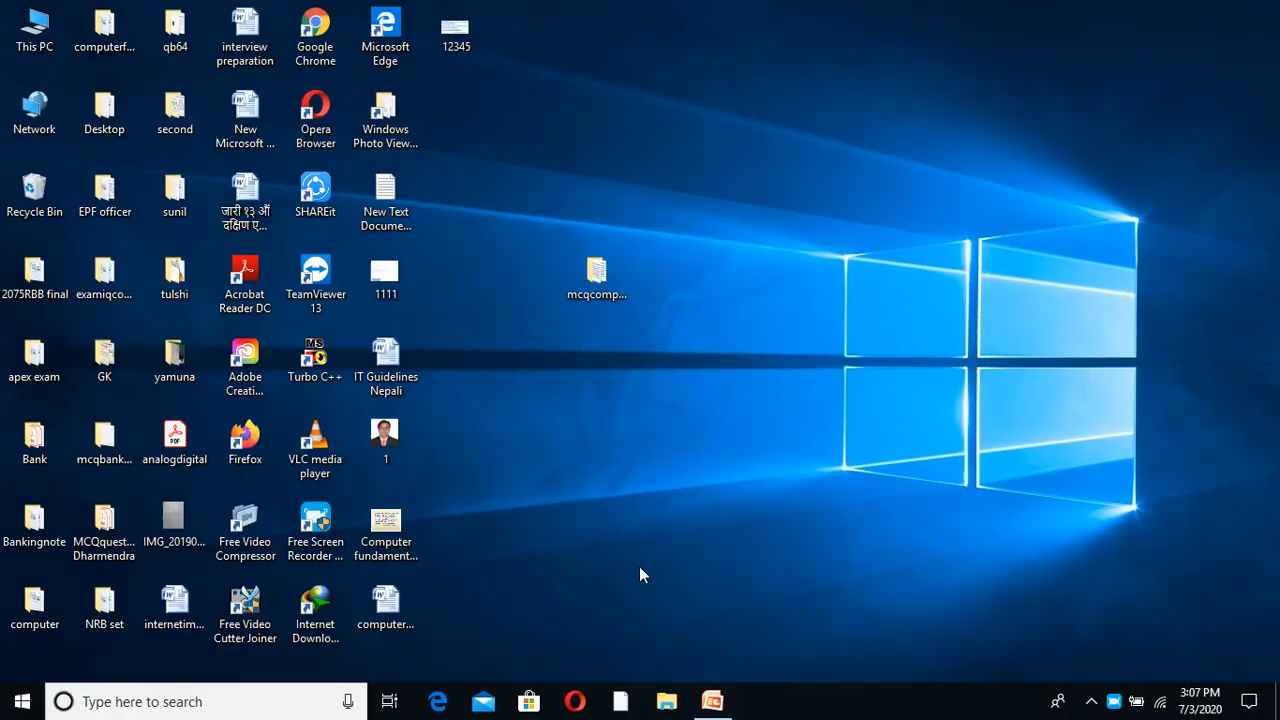 This PC
computerf...
qb64
interview
preparation
Google
Chrome
Microsoft
Edge
12345
Network
Desktop
second
New
Microsoft ...
Opera
Browser
Windows
Photo View...
Recycle Bin
EPF officer
sunil
जारी १३ औं
दक्षिण ए...
SHAREit
New Text
Docume...
2075RBB final
examiqco...
tulshi
Acrobat
Reader DC
TeamViewer
13
1111
mcqcomp...
apex exam
GK
yamuna
Adobe
Creati...
MS
Turbo C++
IT Guidelines
Nepali
Bank
mcqbank...
PDF
analogdigital
Firefox
VLC media
player
1
Bankingnote
MCQquest...
Dharmendra
IMG_20190...
Free Video
Compressor
Free Screen
Recorder ...
Computer
fundament...
computer
NRB set
internetim...
Free Video
Cutter Joiner
Internet
Downlo...
computer...
Type here to search
3:07 PM
7/3/2020